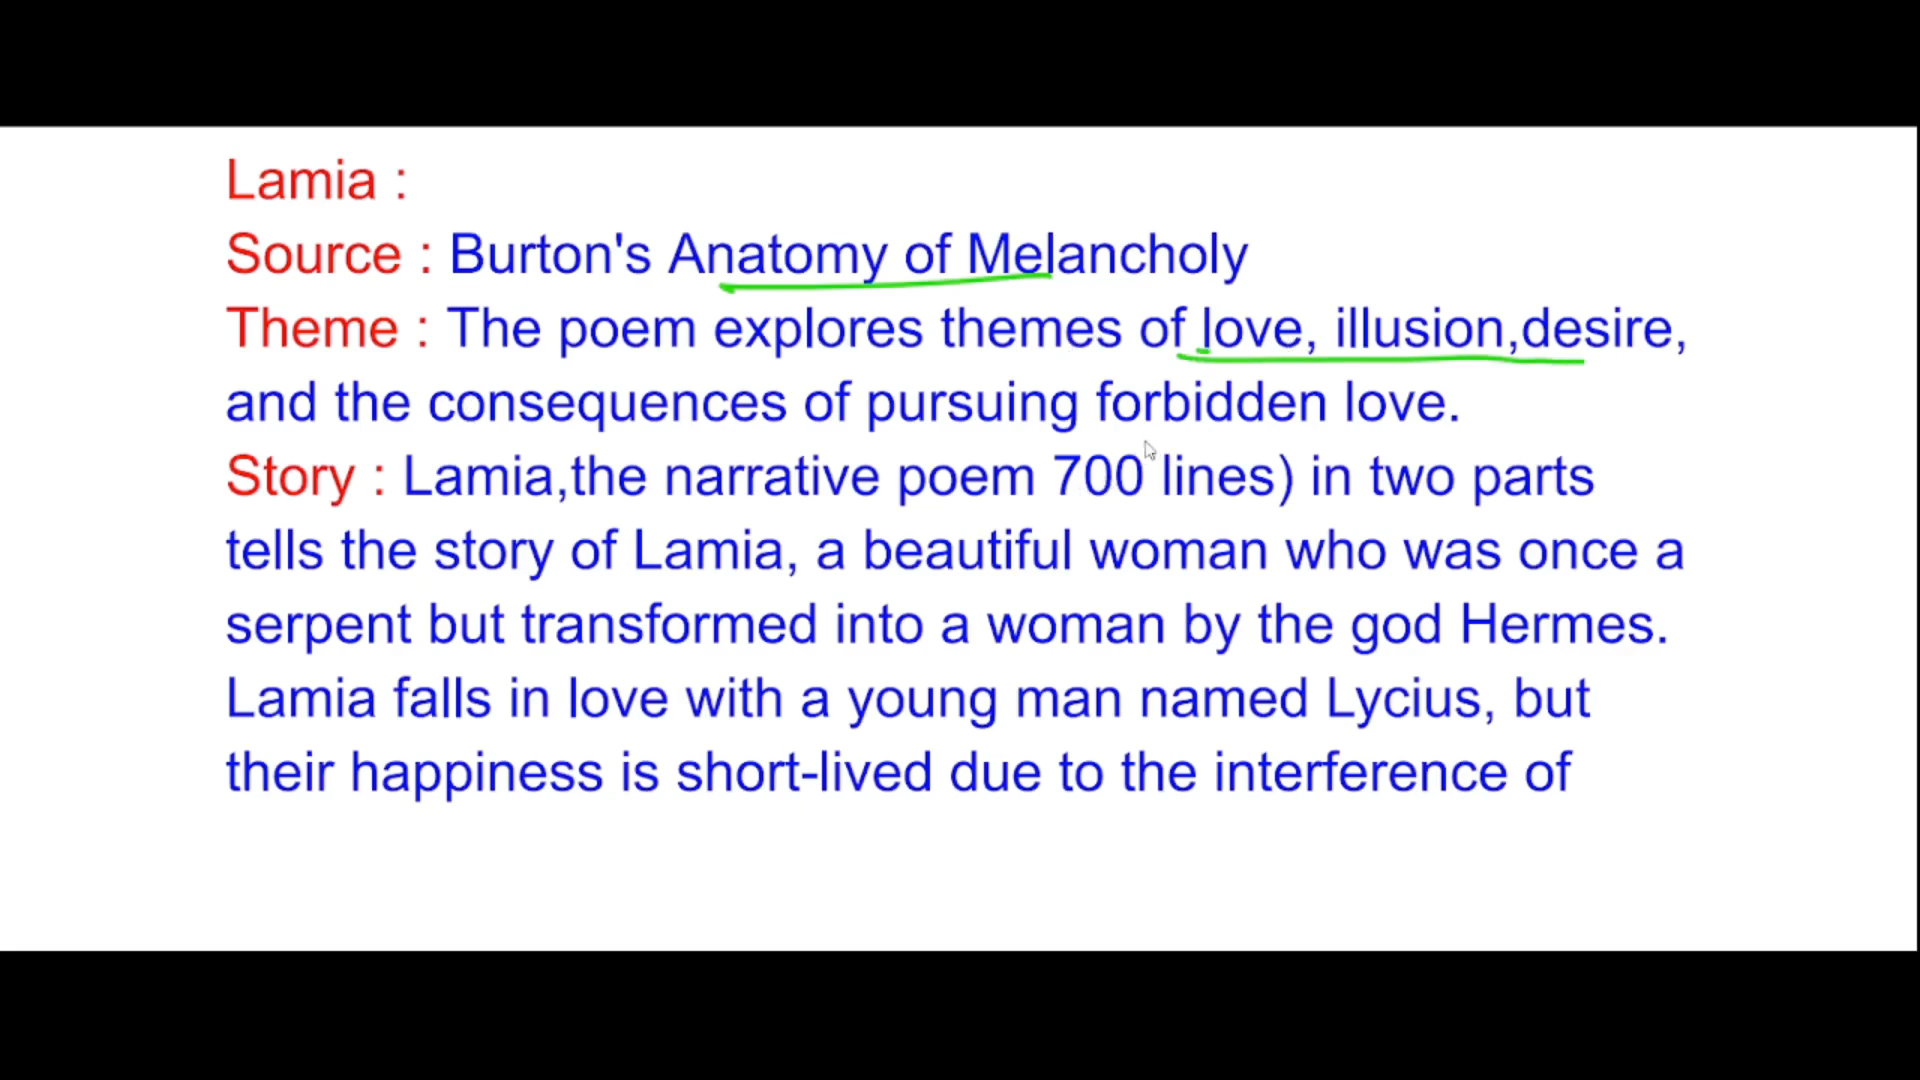 Lamia :
Source : Burton's Anatomy of Melancholy
Theme : The poem explores themes of love, illusion,desire,
and the consequences of pursuing forbidden love.
Story : Lamia,the narrative poem 700 lines) in two parts
tells the story of Lamia, a beautiful woman who was once a
serpent but transformed into a woman by the god Hermes.
Lamia falls in love with a young man named Lycius, but
their happiness is short-lived due to the interference of